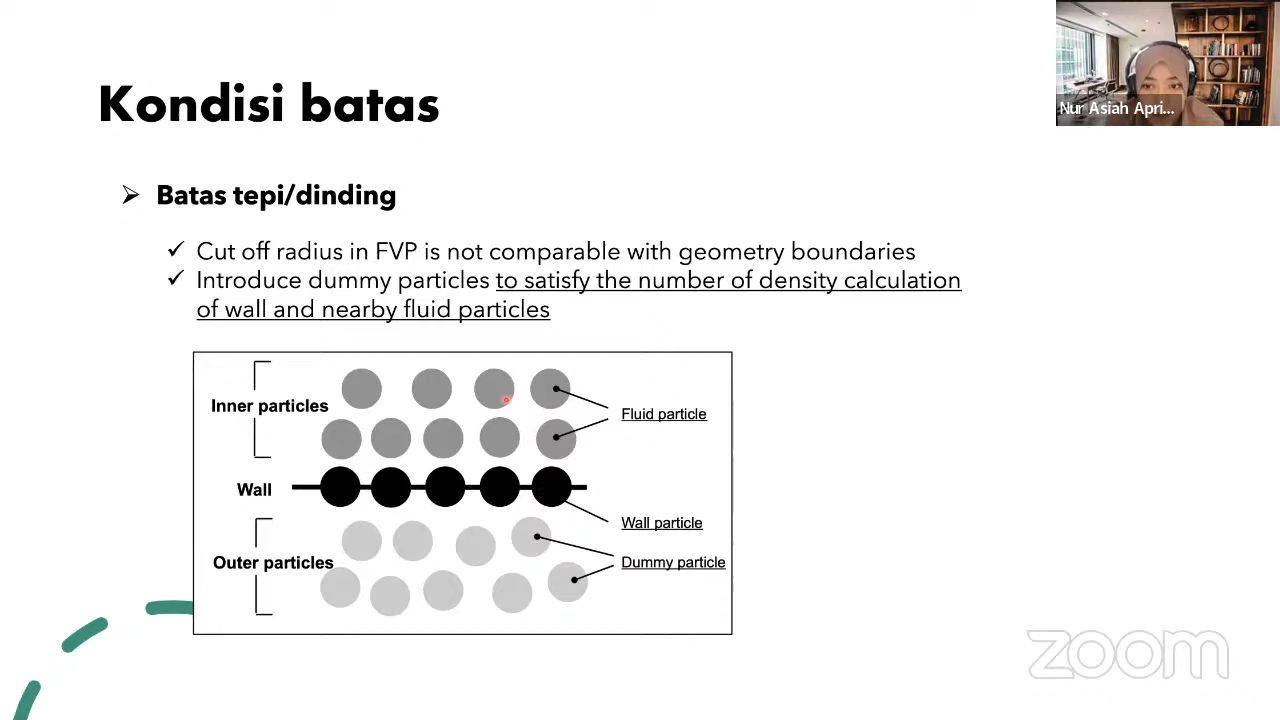 Kondisi batas
Nur Asiah Apri...
Batas tepi/dinding
Cut off radius in FVP is not comparable with geometry boundaries
Introduce dummy particles to satisfy the number of density calculation
of wall and nearby fluid particles
Inner particles
Fluid particle
Wall
Wall particle
Outer particles
Dummy particle
zoom